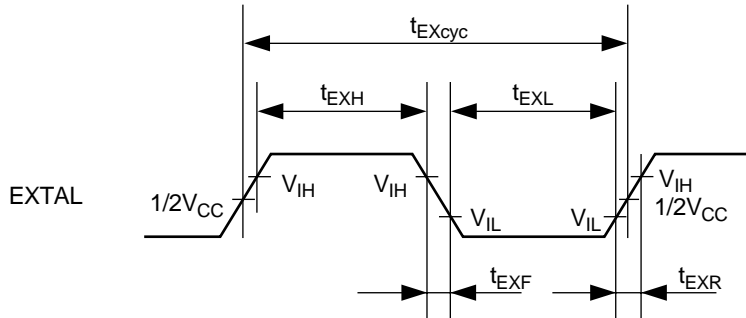 tEXcyc
tEXH tEXL
EXTAL 1/2VCC VIH VIH VIL VIL VIH 1/2VCC
tEXF tEXR